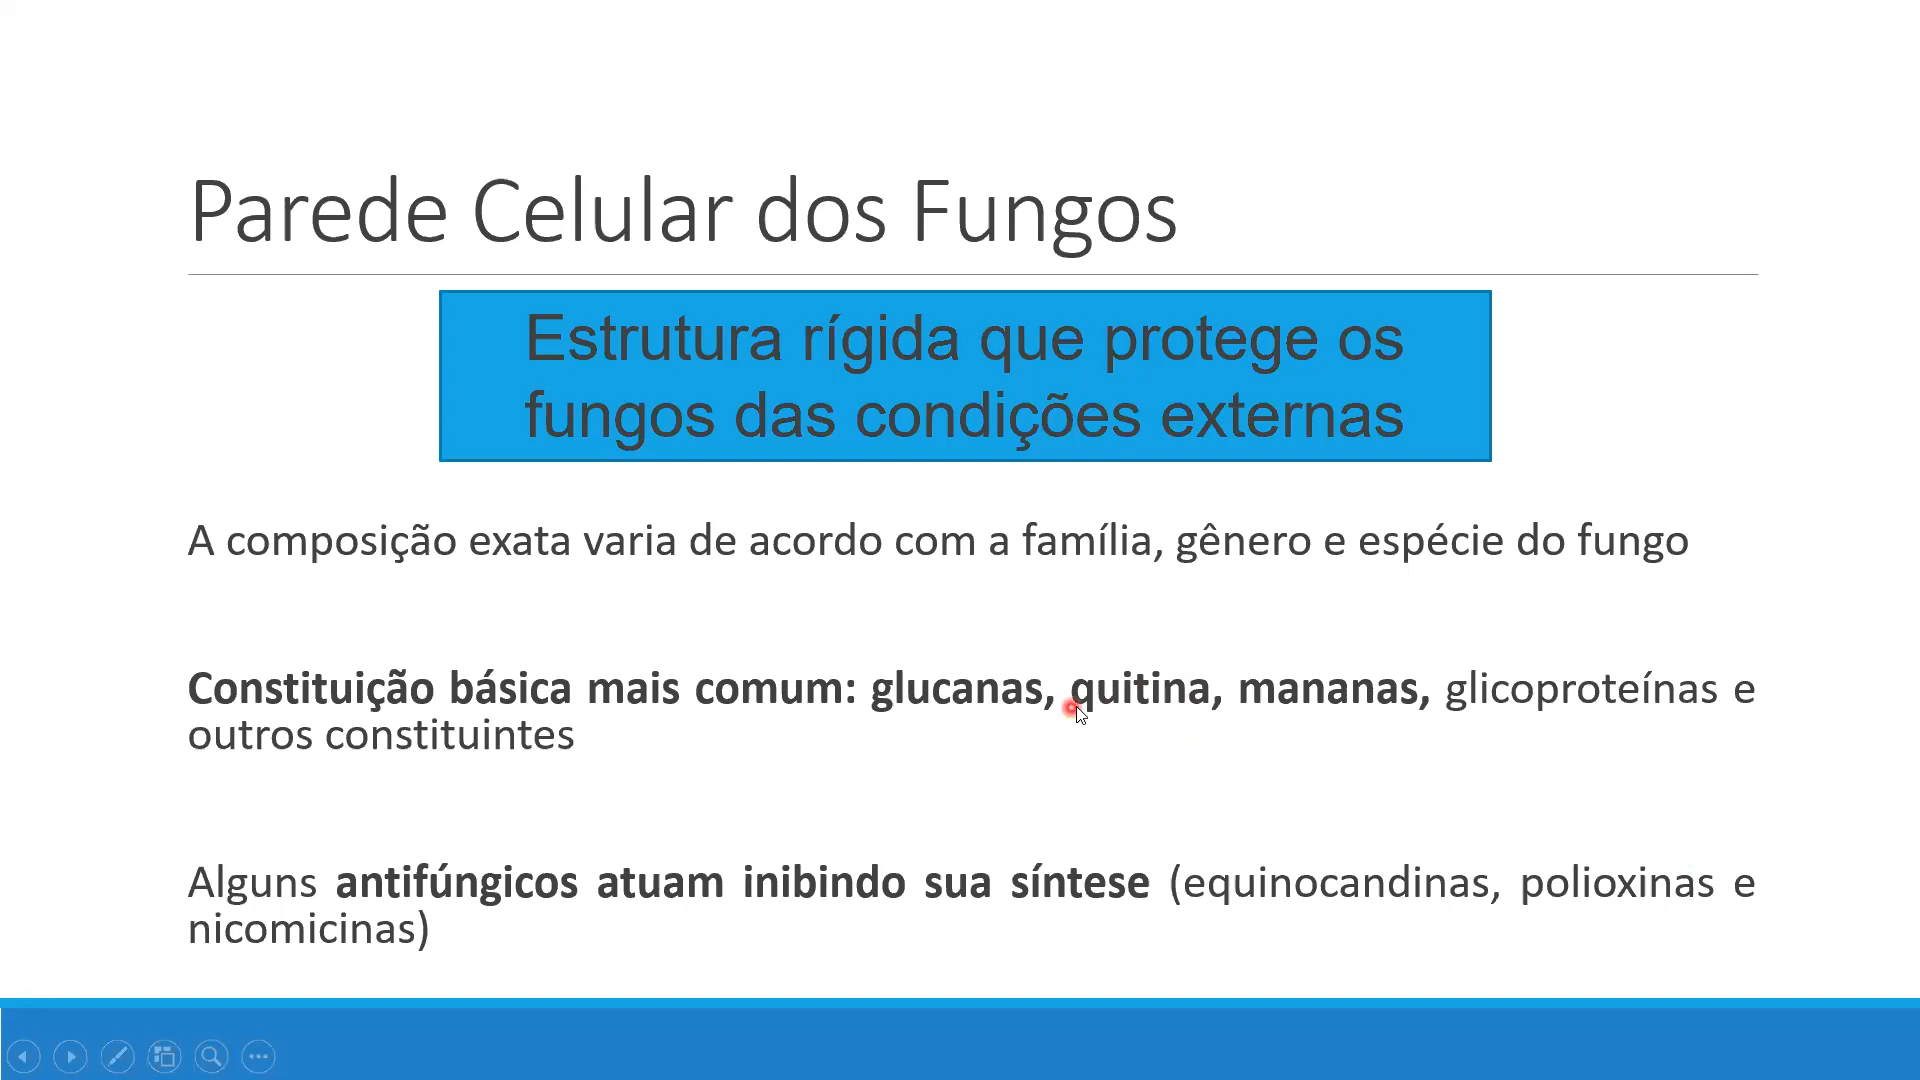 Parede Celular dos Fungos
Estrutura rígida que protege os
fungos das condições externas
A composição exata varia de acordo com a família, gênero e espécie do fungo
Constituição básica mais comum: glucanas, quitina, mananas, glicoproteínas e
outros constituintes
Alguns antifúngicos atuam inibindo sua síntese (equinocandinas, polioxinas e
nicomicinas)